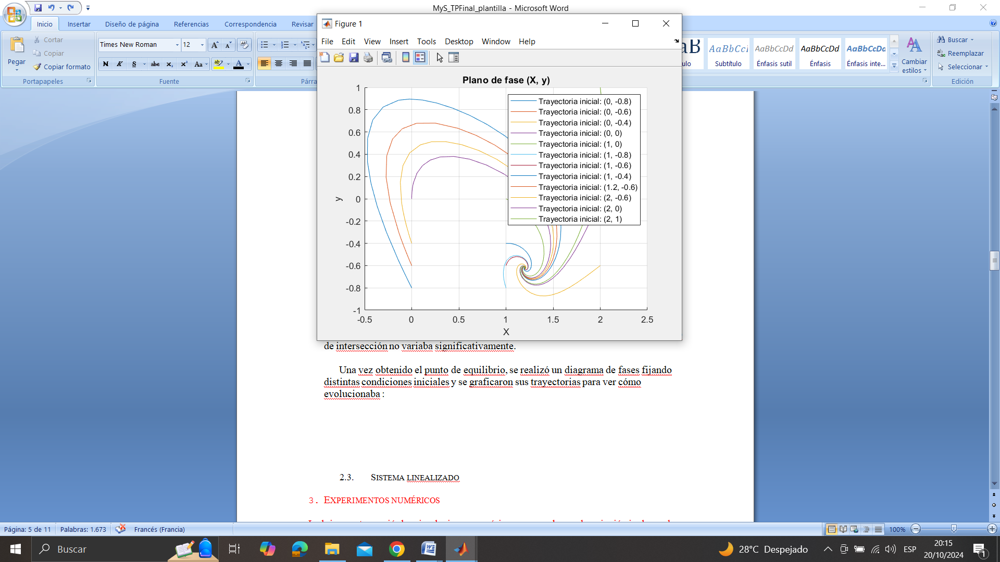 MyS_TPFinal_plantilla - Microsoft Word
Inicio Insertar Diseño de página Referencias Correspondencia Revisar
Pegar
Cortar
Copiar
Copiar formato
Portapapeles
Times New Roman 12
N K S abe x₂ x² Aa
Fuente
Párra
AaBbCcI AaBbCcDd AaBbCcDd AaBbCcDc
Subtítulo Énfasis sutil Énfasis Énfasis inte...
Cambiar estilos
Buscar
Reemplazar
Seleccionar
Edición
Figure 1
File Edit View Insert Tools Desktop Window Help
Plano de fase (X, y)
1
0.8
0.6
0.4
0.2
0
-0.2
-0.4
-0.6
-0.8
-1
y
-0.5 0 0.5 1 1.5 2 2.5
X
Trayectoria inicial: (0, -0.8)
Trayectoria inicial: (0, -0.6)
Trayectoria inicial: (0, -0.4)
Trayectoria inicial: (0, 0)
Trayectoria inicial: (1, 0)
Trayectoria inicial: (1, -0.8)
Trayectoria inicial: (1, -0.6)
Trayectoria inicial: (1, -0.4)
Trayectoria inicial: (1.2, -0.6)
Trayectoria inicial: (2, -0.6)
Trayectoria inicial: (2, 0)
Trayectoria inicial: (2, 1)
de intersección no variaba significativamente.
Una vez obtenido el punto de equilibrio, se realizó un diagrama de fases fijando
distintas condiciones iniciales y se graficaron sus trayectorias para ver cómo
evolucionaba :
2.3. SISTEMA LINEALIZADO
3. EXPERIMENTOS NUMÉRICOS
Página: 5 de 11 Palabras: 1.673 Francés (Francia) 100%
Buscar
28°C Despejado
ESP
20:15
20/10/2024
1